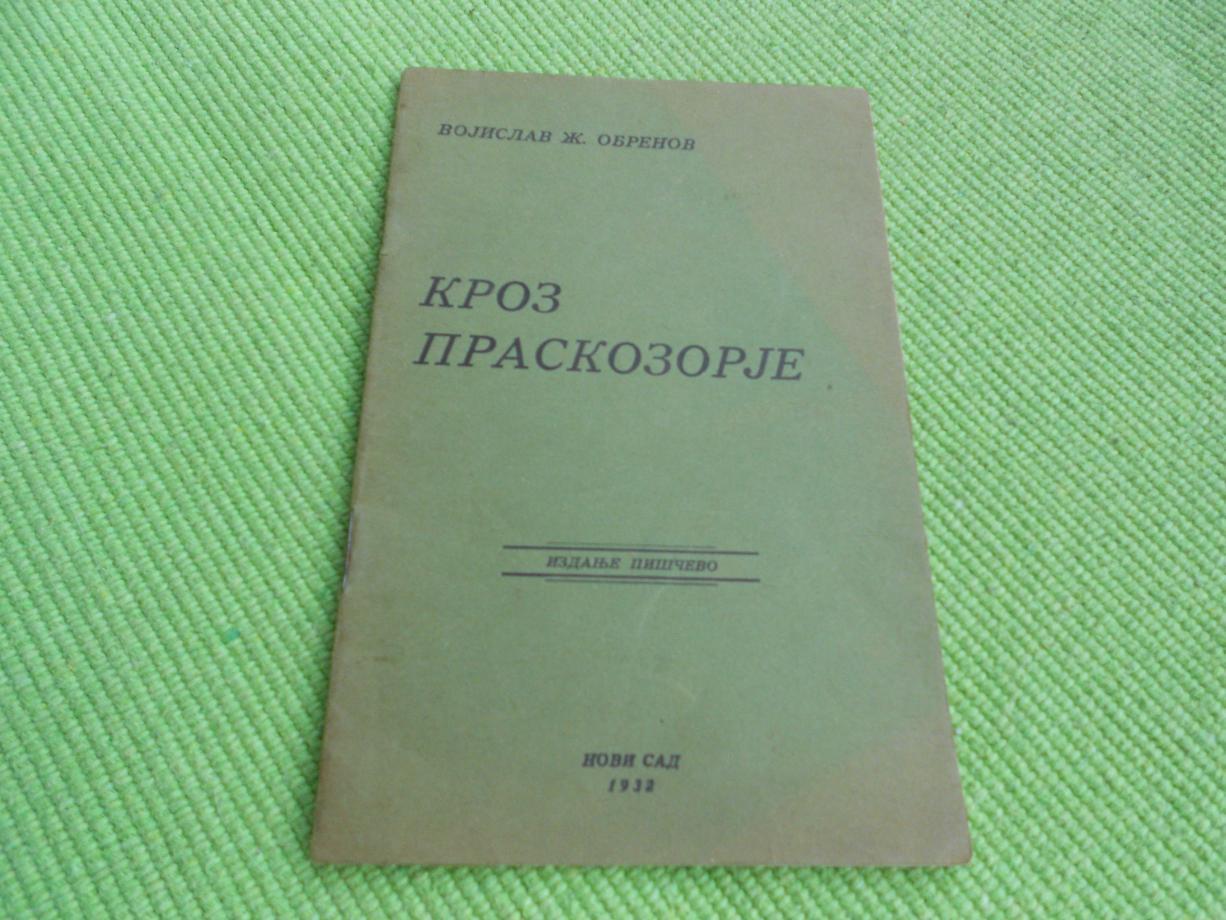 ВОЈИСЛАВ Ж. ОБРЕНОВ
КРОЗ
ПРАСКОЗОРЈЕ
ИЗДАЊЕ ПИШЧЕВО
НОВИ САД
1932